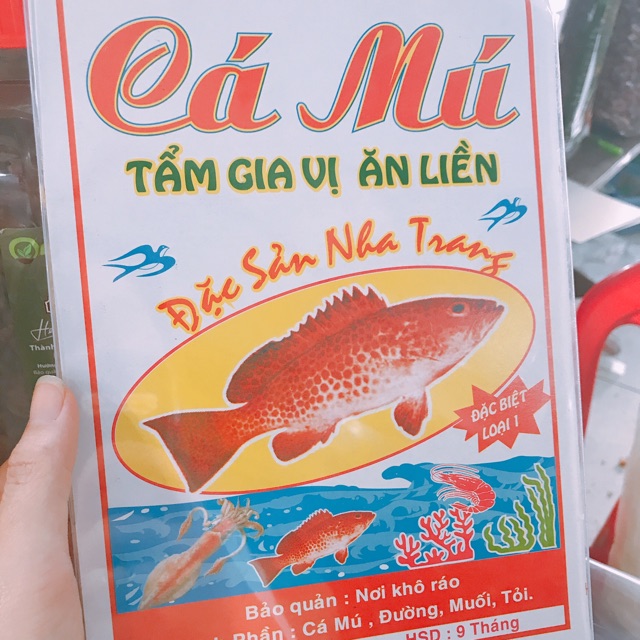 Cá Mú
TẨM GIA VỊ ĂN LIỀN
Đặc Sản Nha Trang
ĐẶC BIỆT
LOẠI 1
Bảo quản : Nơi khô ráo
Phần : Cá Mú , Đường, Muối, Tỏi.
HSD : 9 Tháng